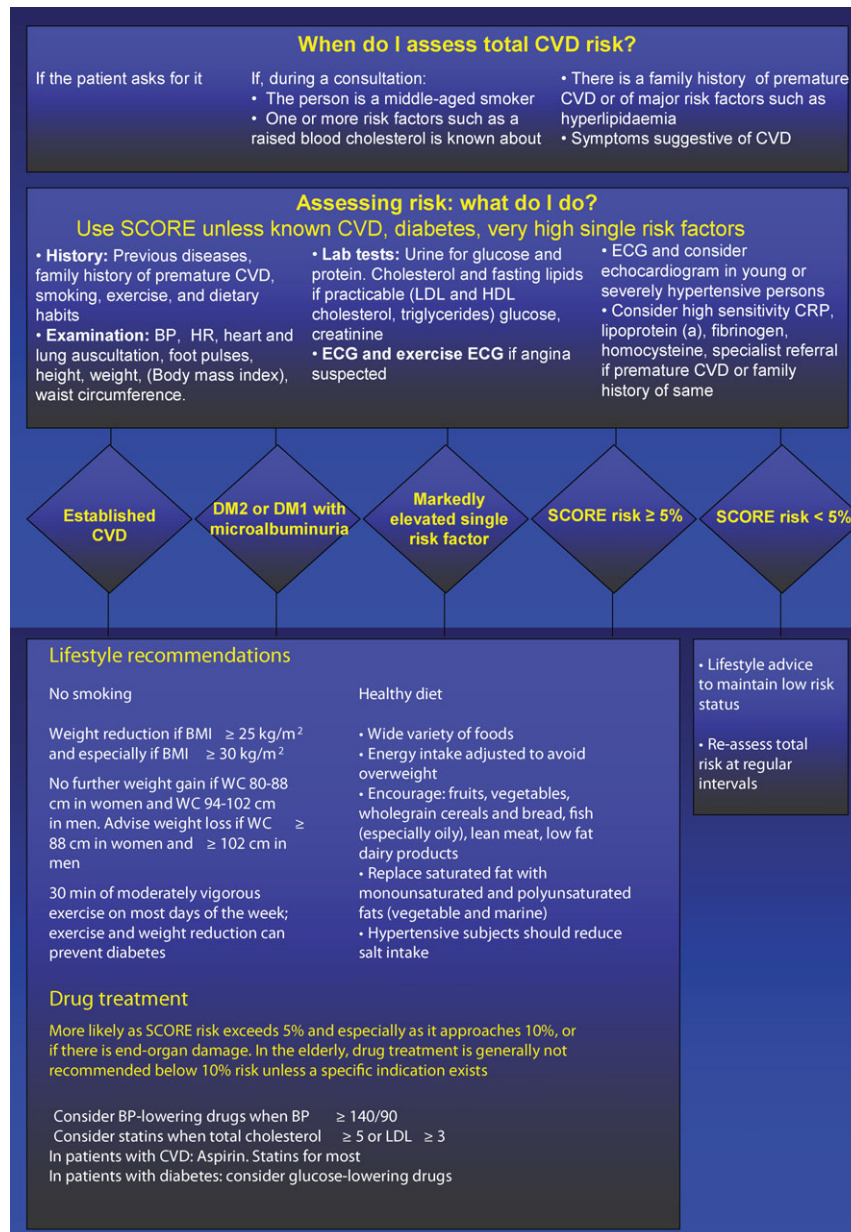 When do I assess total CVD risk?
If the patient asks for it
If, during a consultation:
• The person is a middle-aged smoker
• One or more risk factors such as a
raised blood cholesterol is known about
• There is a family history of premature
CVD or of major risk factors such as
hyperlipidaemia
• Symptoms suggestive of CVD
Assessing risk: what do I do?
Use SCORE unless known CVD, diabetes, very high single risk factors
• History: Previous diseases,
family history of premature CVD,
smoking, exercise, and dietary
habits
• Examination: BP, HR, heart and
lung auscultation, foot pulses,
height, weight, (Body mass index),
waist circumference.
• Lab tests: Urine for glucose and
protein. Cholesterol and fasting lipids
if practicable (LDL and HDL
cholesterol, triglycerides) glucose,
creatinine
• ECG and exercise ECG if angina
suspected
• ECG and consider
echocardiogram in young or
severely hypertensive persons
• Consider high sensitivity CRP,
lipoprotein (a), fibrinogen,
homocysteine, specialist referral
if premature CVD or family
history of same
Established
CVD
DM2 or DM1 with
microalbuminuria
Markedly
elevated single
risk factor
SCORE risk ≥ 5%
SCORE risk < 5%
Lifestyle recommendations
No smoking
Weight reduction if BMI ≥ 25 kg/m²
and especially if BMI ≥ 30 kg/m²
No further weight gain if WC 80-88
cm in women and WC 94-102 cm
in men. Advise weight loss if WC ≥
88 cm in women and ≥ 102 cm in
men
30 min of moderately vigorous
exercise on most days of the week;
exercise and weight reduction can
prevent diabetes
Healthy diet
• Wide variety of foods
• Energy intake adjusted to avoid
overweight
• Encourage: fruits, vegetables,
wholegrain cereals and bread, fish
(especially oily), lean meat, low fat
dairy products
• Replace saturated fat with
monounsaturated and polyunsaturated
fats (vegetable and marine)
• Hypertensive subjects should reduce
salt intake
Drug treatment
More likely as SCORE risk exceeds 5% and especially as it approaches 10%, or
if there is end-organ damage. In the elderly, drug treatment is generally not
recommended below 10% risk unless a specific indication exists
Consider BP-lowering drugs when BP ≥ 140/90
Consider statins when total cholesterol ≥ 5 or LDL ≥ 3
In patients with CVD: Aspirin. Statins for most
In patients with diabetes: consider glucose-lowering drugs
• Lifestyle advice
to maintain low risk
status
• Re-assess total
risk at regular
intervals